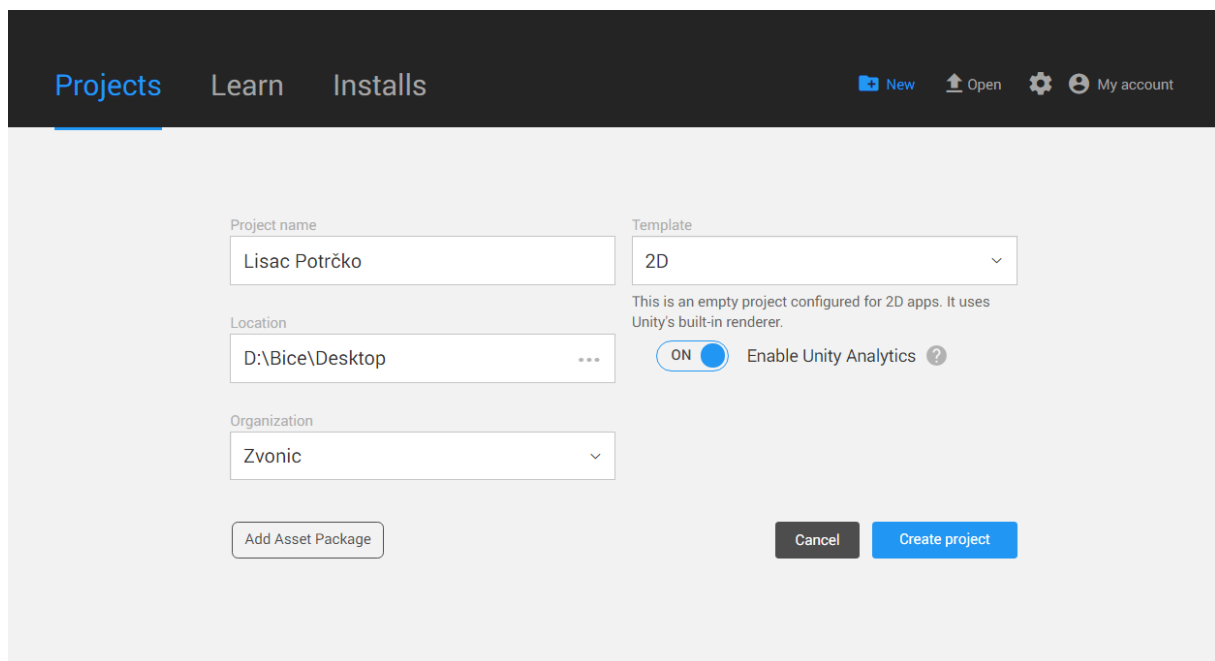 Projects Learn Installs New Open My account
Project name
Lisac Potrčko
Location
D:\Bice\Desktop
Organization
Zvonic
Add Asset Package
Template
2D
This is an empty project configured for 2D apps. It uses
Unity's built-in renderer.
ON Enable Unity Analytics ?
Cancel Create project